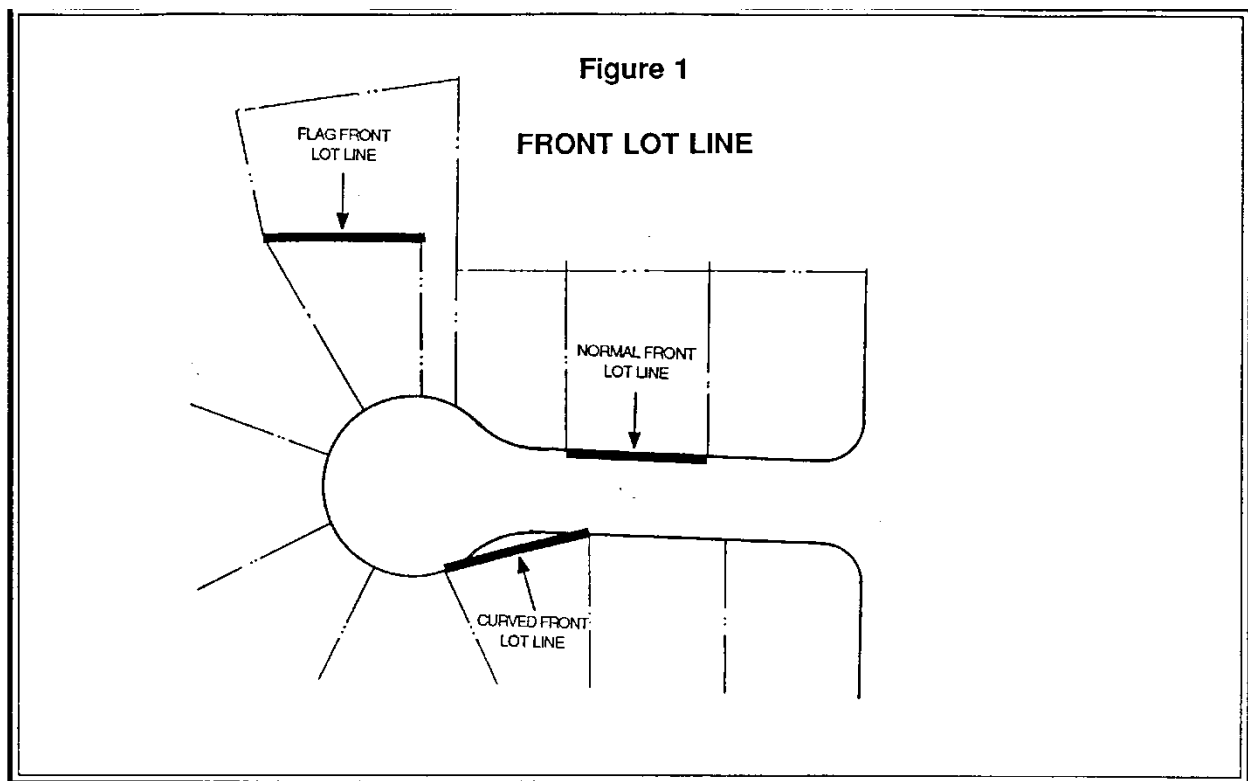 Figure 1
FRONT LOT LINE
FLAG FRONT
LOT LINE
NORMAL FRONT
LOT LINE
CURVED FRONT
LOT LINE